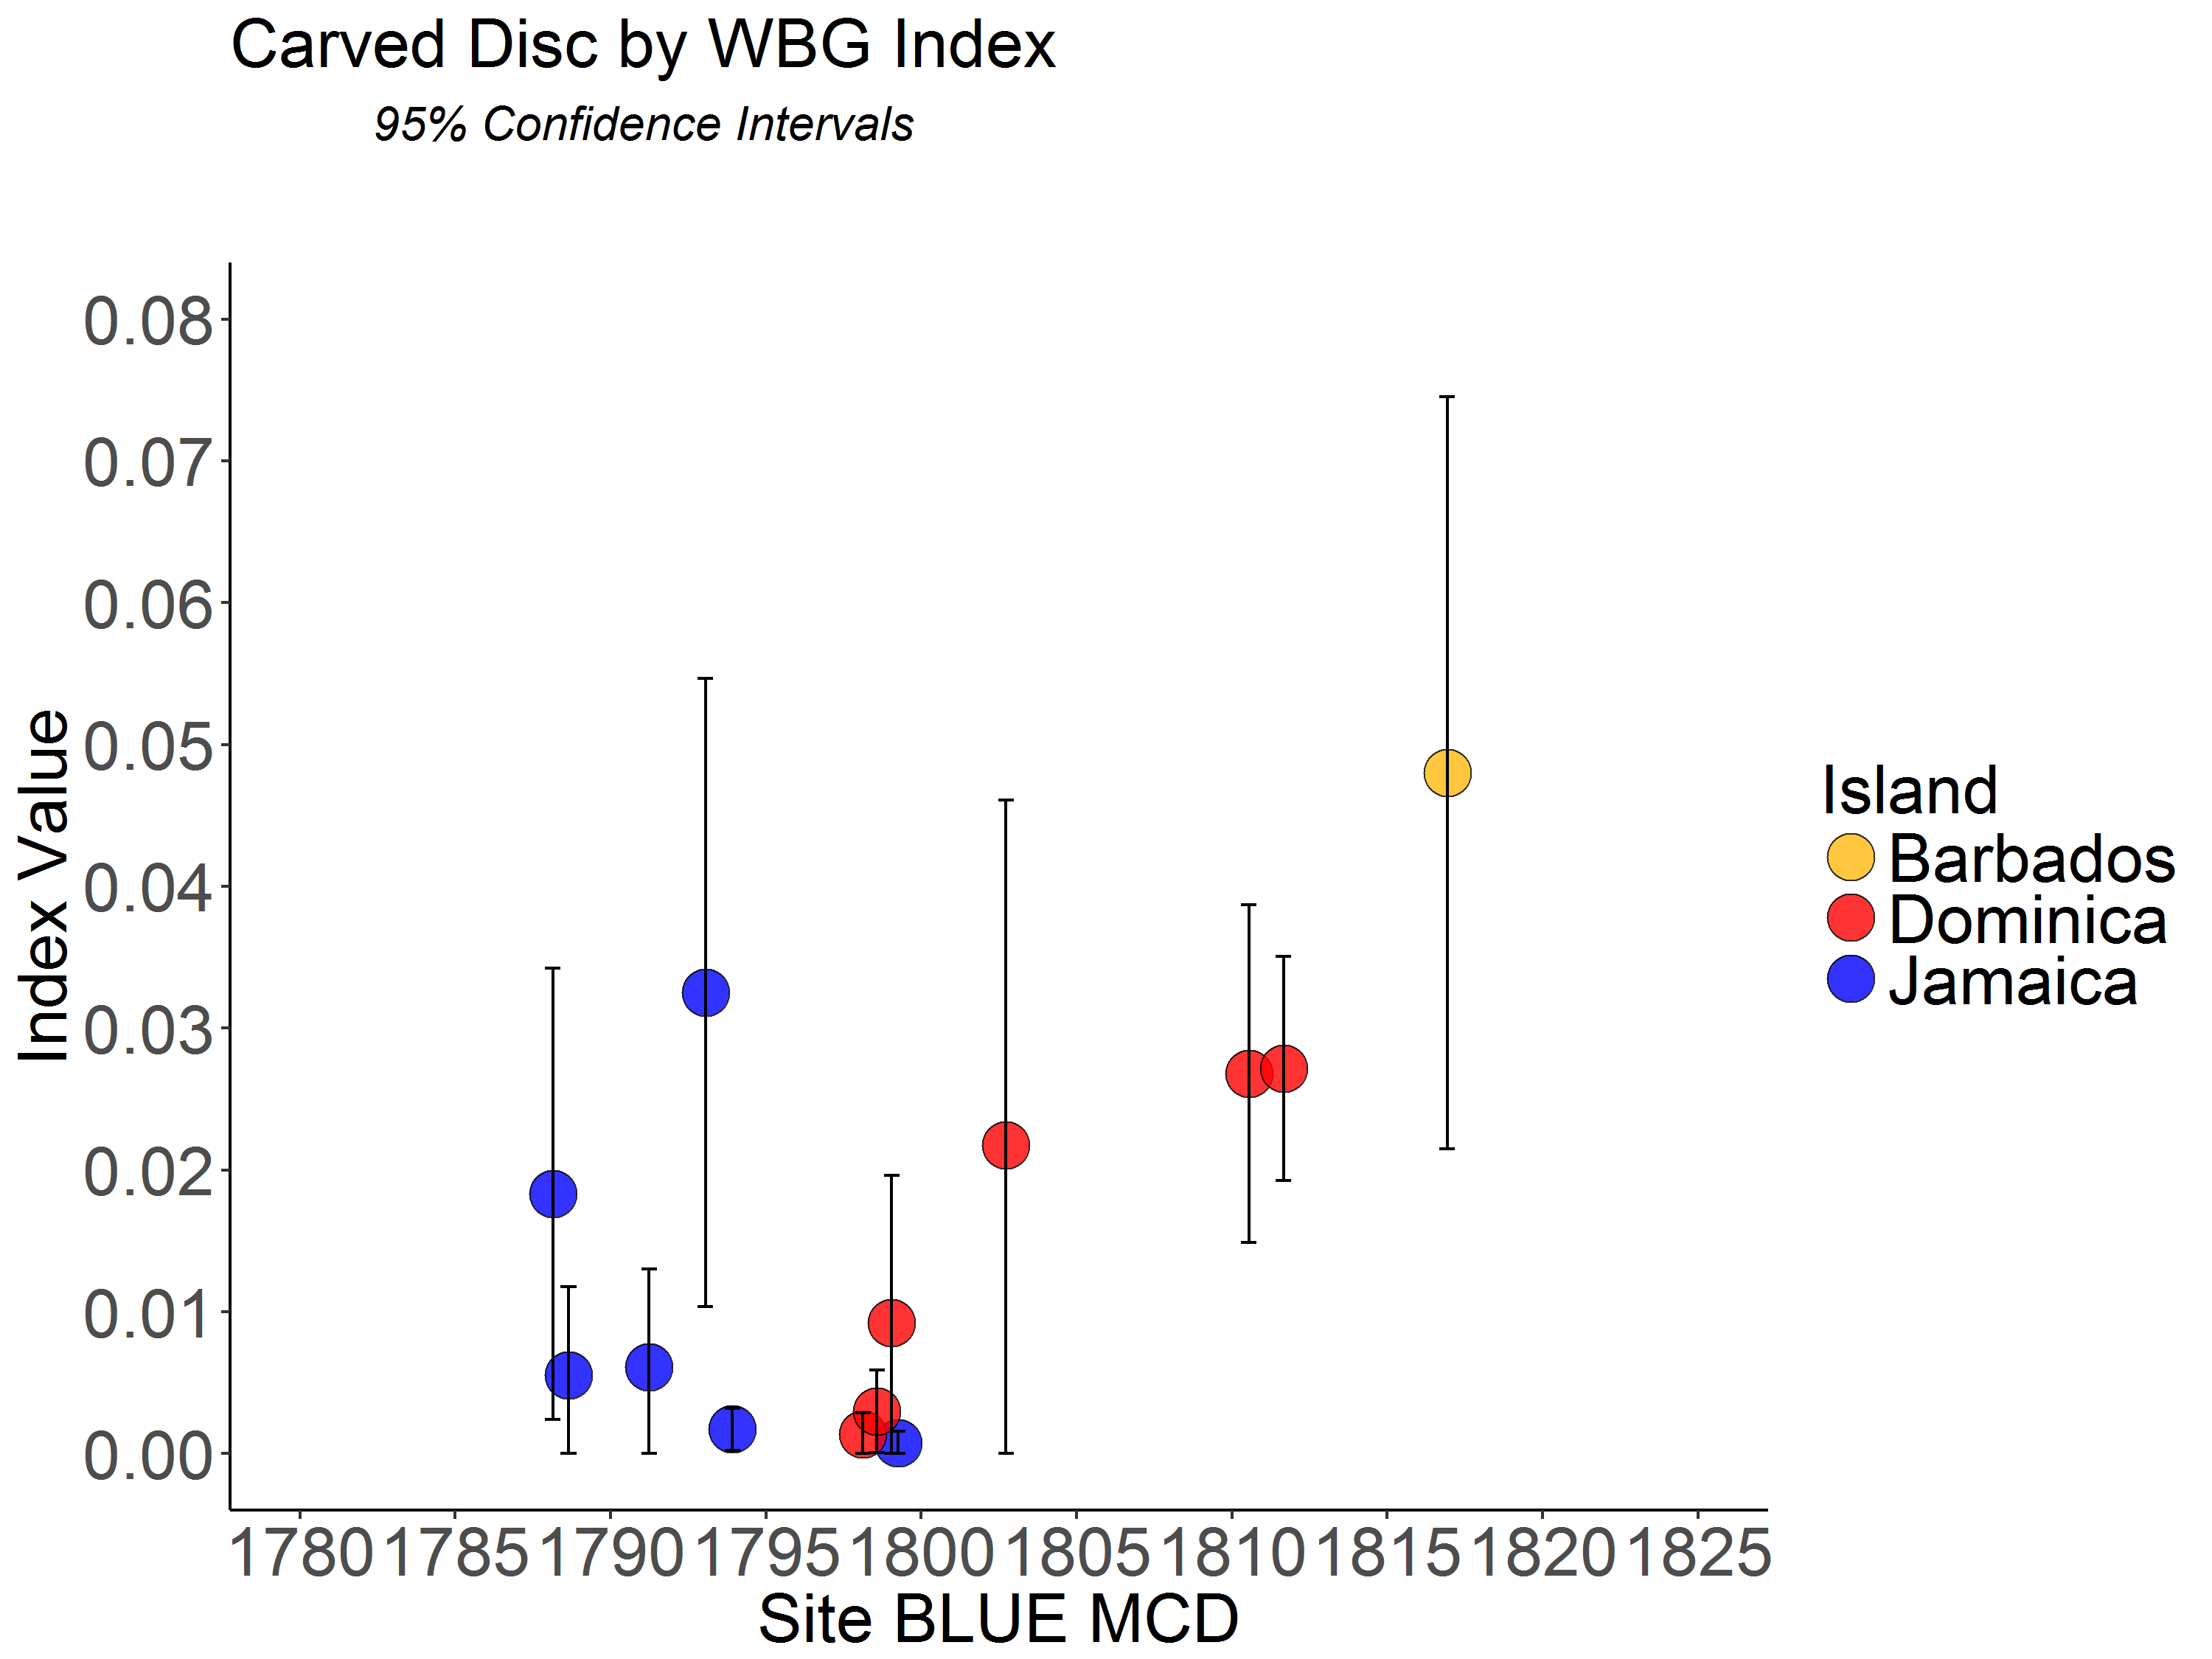 Carved Disc by WBG Index
95% Confidence Intervals
0.08
0.07
0.06
0.05
0.04
0.03
0.02
0.01
0.00
Index Value
1780 1785 1790 1795 1800 1805 1810 1815 1820 1825
Site BLUE MCD
Island
Barbados
Dominica
Jamaica